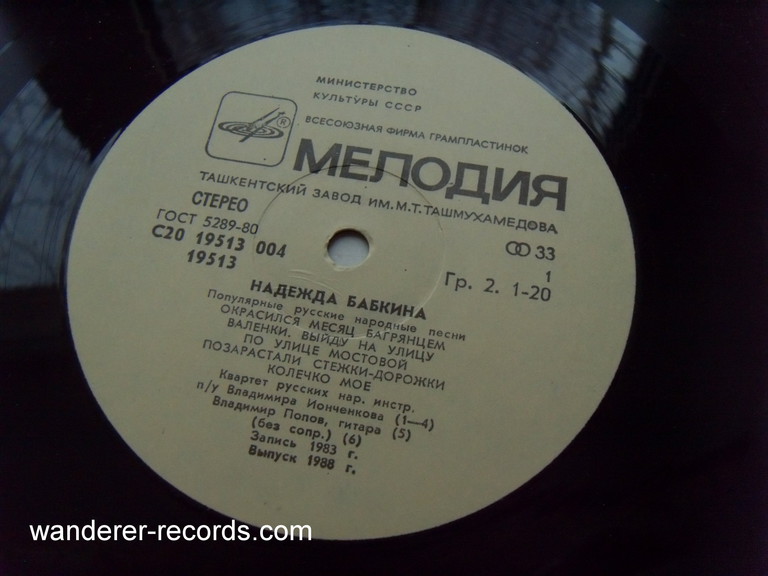 МИНИСТЕРСТВО
КУЛЬТУРЫ СССР
ВСЕСОЮЗНАЯ ФИРМА ГРАМПЛАСТИНОК
®
МЕЛОДИЯ
ТАШКЕНТСКИЙ ЗАВОД ИМ.М.Т.ТАШМУХАМЕДОВА
СТЕРЕО
ГОСТ 5289-80
С20 19513 004
19513
33
1
Гр. 2. 1-20
НАДЕЖДА БАБКИНА
Популярные русские народные песни
ОКРАСИЛСЯ МЕСЯЦ БАГРЯНЦЕМ
ВАЛЕНКИ. ВЫЙДУ НА УЛИЦУ
ПО УЛИЦЕ МОСТОВОЙ
ПОЗАРАСТАЛИ СТЕЖКИ-ДОРОЖКИ
КОЛЕЧКО МОЕ
Квартет русских нар. инстр.
п/у Владимира Ионченкова (1—4)
Владимир Попов, гитара (5)
(без сопр.) (6)
Запись 1983 г.
Выпуск 1988 г.
wanderer-records.com